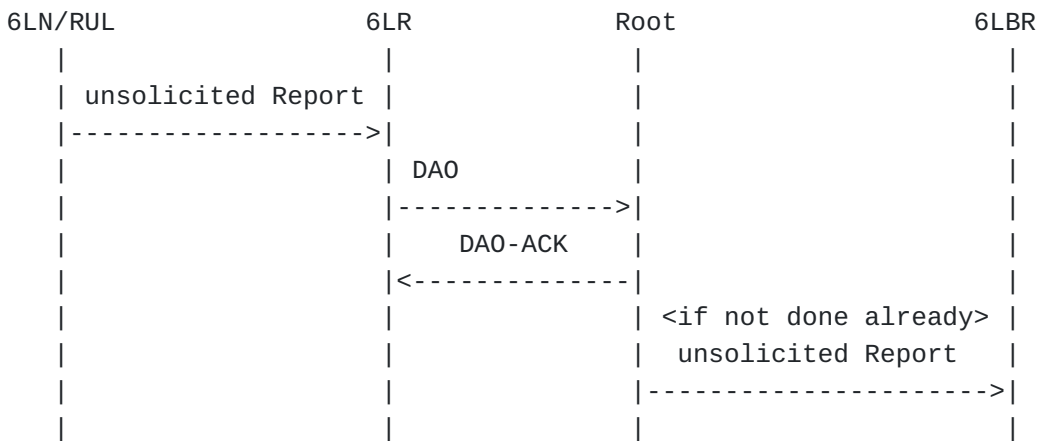 6LN/RUL 6LR Root 6LBR
unsolicited Report
DAO
DAO-ACK
<if not done already>
unsolicited Report